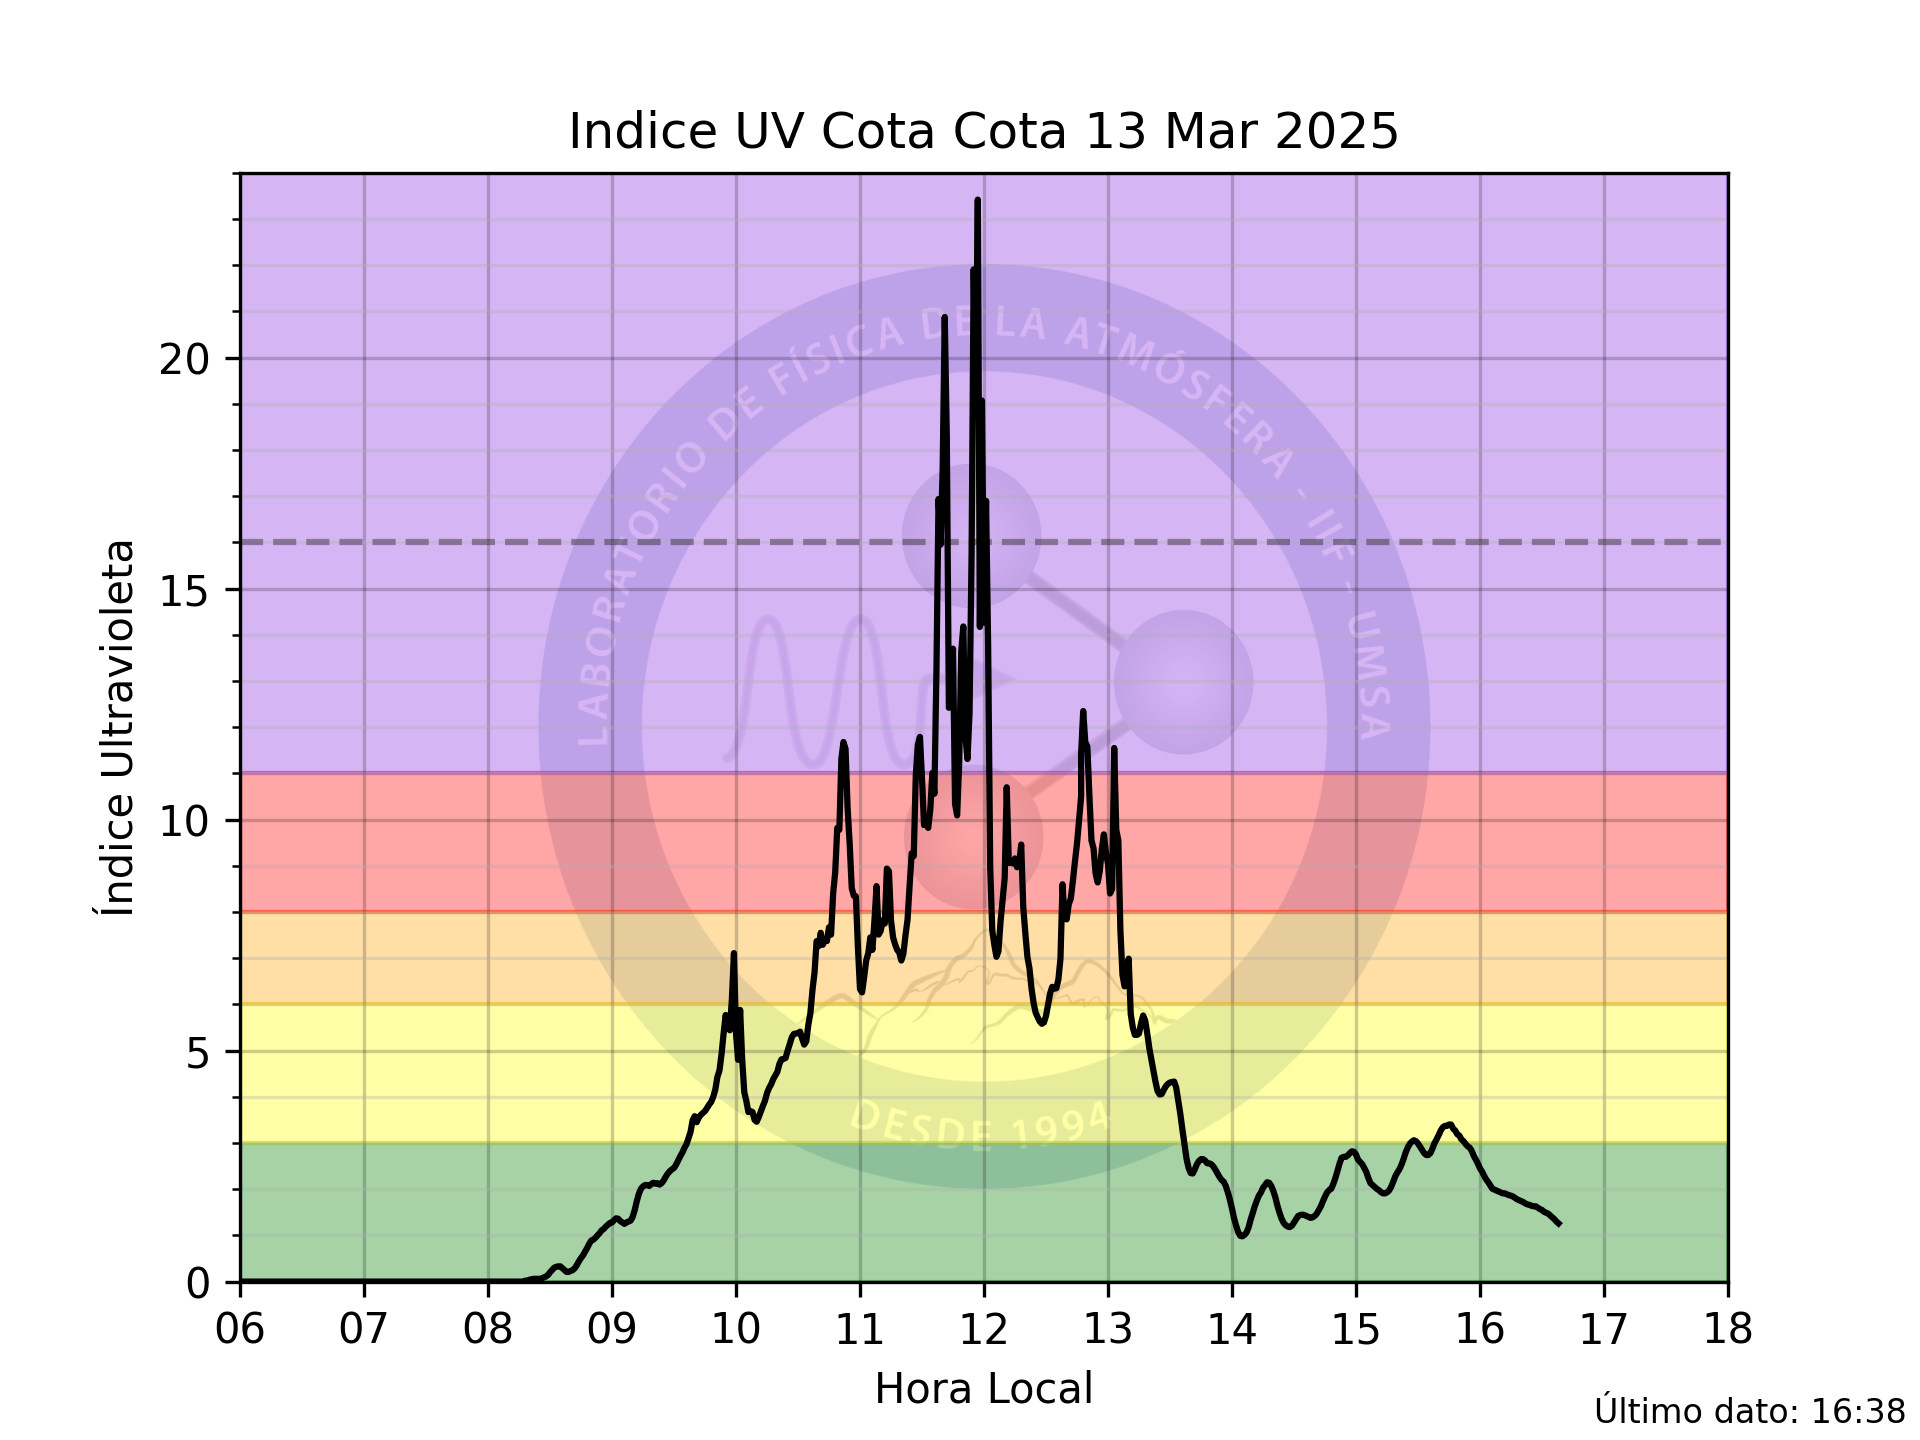 Indice UV Cota Cota 13 Mar 2025
Índice Ultravioleta
20
15
10
5
0
LABORATORIO DE FÍSICA DE LA ATMÓSFERA - IIF - UMSA
DESDE 1994
06 07 08 09 10 11 12 13 14 15 16 17 18
Hora Local
Último dato: 16:38